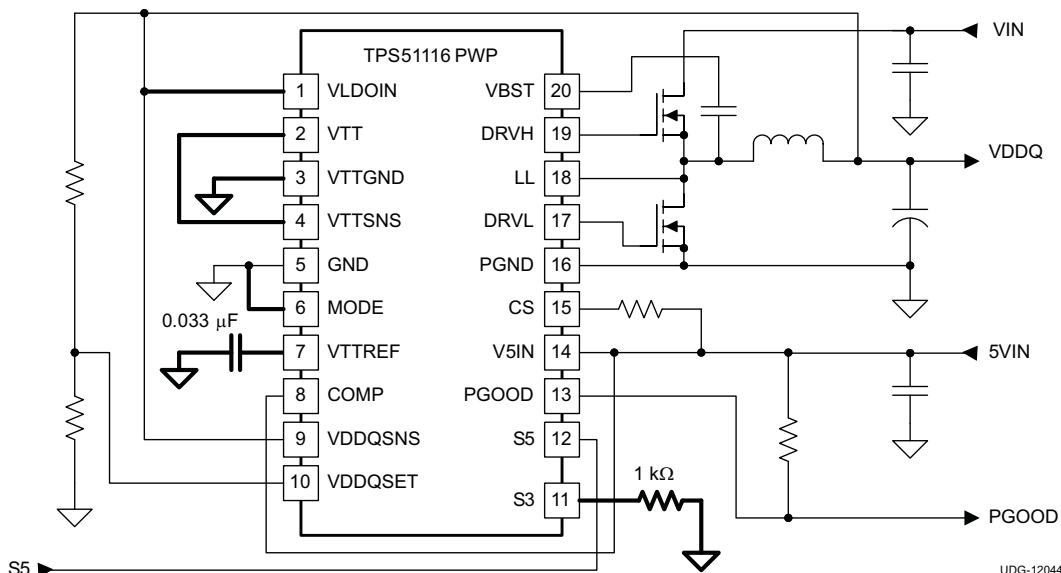 VIN
TPS51116 PWP
1 VLDOIN VBST 20
2 VTT DRVH 19
VDDQ
3 VTTGND LL 18
4 VTTSNS DRVL 17
5 GND PGND 16
6 MODE CS 15
0.033 μF
7 VTTREF V5IN 14 5VIN
8 COMP PGOOD 13
9 VDDQSNS S5 12
10 VDDQSET
1 kΩ
S3 11
PGOOD
S5
UDG-12044